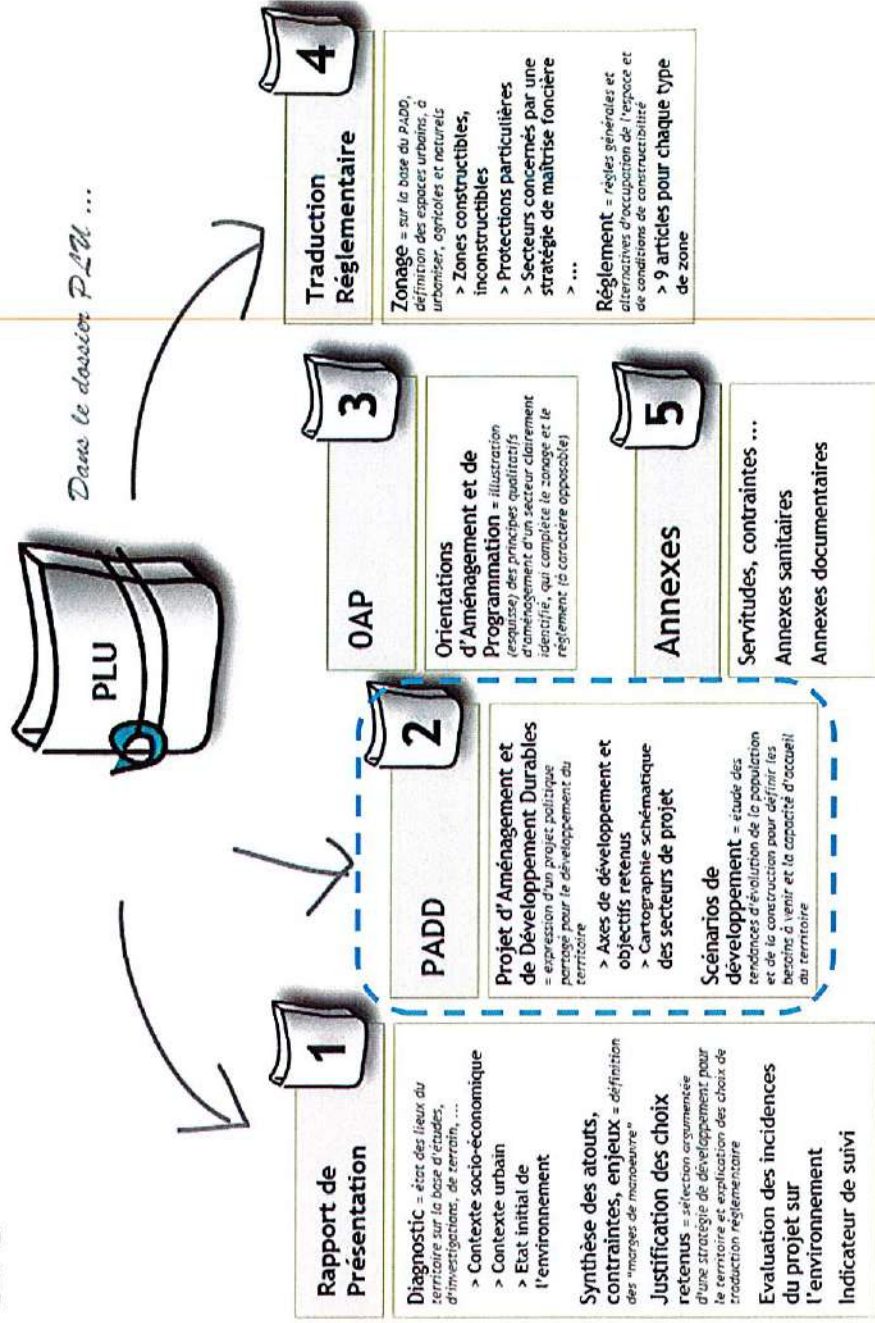 PLU
Dans le dossier PLU ...
1
Rapport de
Présentation
Diagnostic = état des lieux du
territoire sur la base d'études,
d'investigations, de terrain, ...
> Contexte socio-économique
> Contexte urbain
> Etat initial de
l'environnement
Synthèse des atouts,
contraintes, enjeux = définition
des "marges de manoeuvre"
Justification des choix
retenus = sélection argumentée
d'une stratégie de développement pour
le territoire et explication des choix de
traduction réglementaire
Evaluation des incidences
du projet sur
l'environnement
Indicateur de suivi
2
PADD
Projet d'Aménagement et
de Développement Durables
= expression d'un projet politique
partagé pour le développement du
territoire
> Axes de développement et
objectifs retenus
> Cartographie schématique
des secteurs de projet
Scénarios de
développement = étude des
tendances d'évolution de la population
et de la construction pour définir les
besoins à venir et la capacité d'accueil
du territoire
3
OAP
Orientations
d'Aménagement et de
Programmation = illustration
(esquisse) des principes qualitatifs
d'aménagement d'un secteur clairement
identifié, qui complète le zonage et le
règlement (à caractère opposable)
4
Traduction
Réglementaire
Zonage = sur la base du PADD,
définition des espaces urbains, à
urbaniser, agricoles et naturels
> Zones constructibles,
inconstructibles
> Protections particulières
> Secteurs concernés par une
stratégie de maîtrise foncière
> ...
Règlement = règles générales et
alternatives d'occupation de l'espace et
de conditions de constructibilité
> 9 articles pour chaque type
de zone
5
Annexes
Servitudes, contraintes ...
Annexes sanitaires
Annexes documentaires